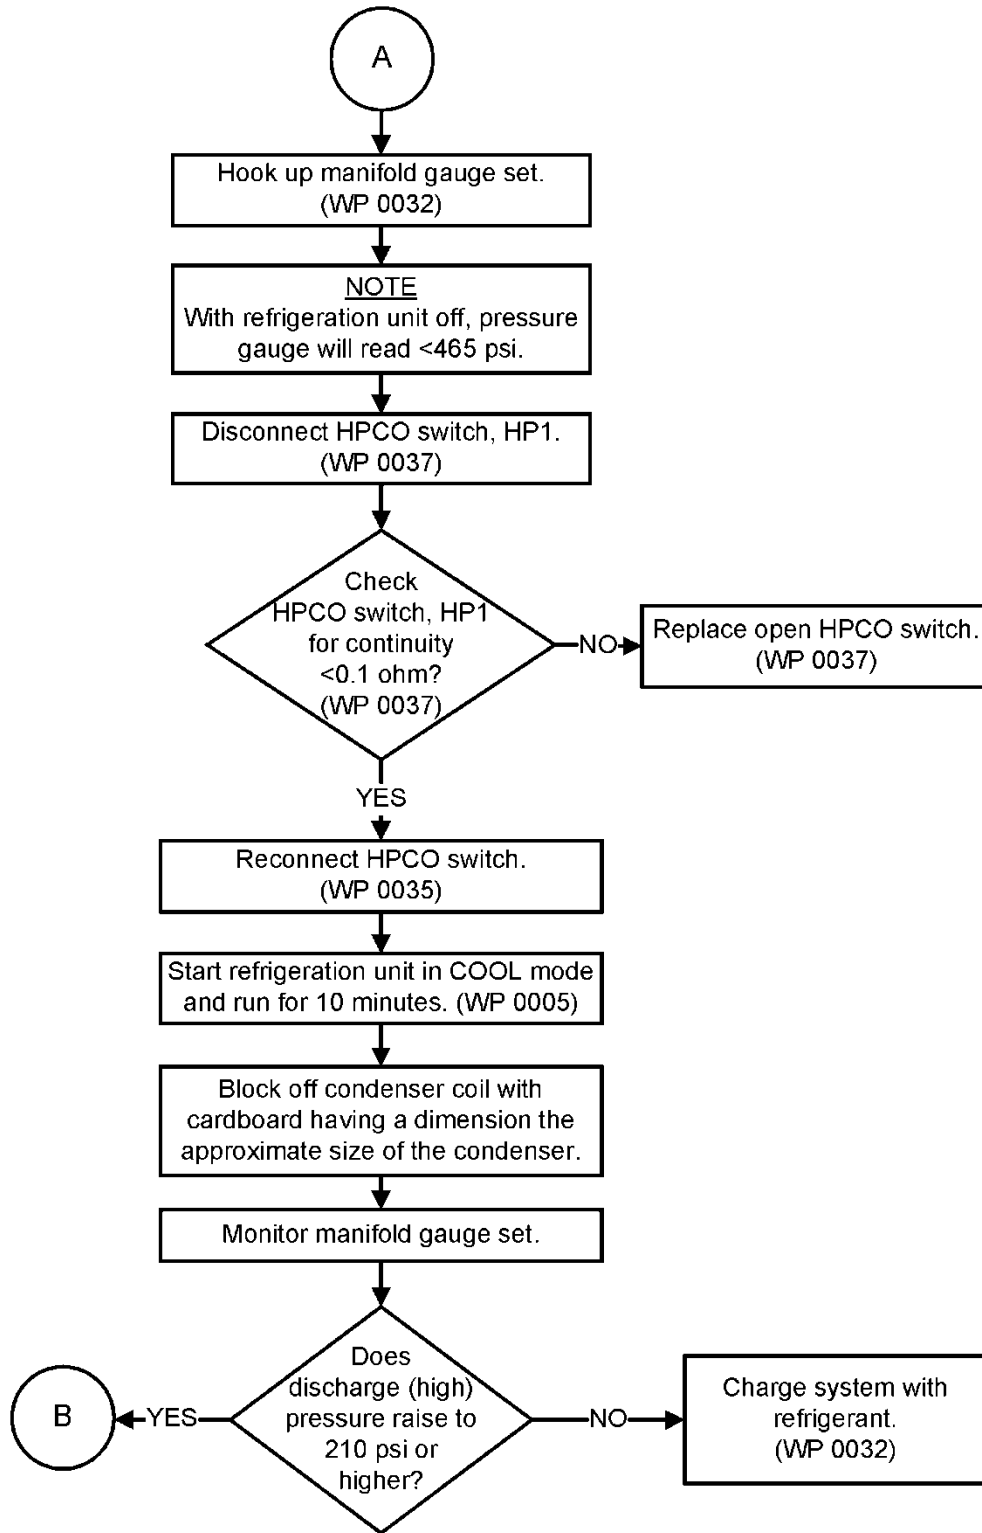 A
Hook up manifold gauge set.
(WP 0032)
NOTE
With refrigeration unit off, pressure
gauge will read <465 psi.
Disconnect HPCO switch, HP1.
(WP 0037)
Check
HPCO switch, HP1
for continuity
<0.1 ohm?
(WP 0037)
NO
Replace open HPCO switch.
(WP 0037)
YES
Reconnect HPCO switch.
(WP 0035)
Start refrigeration unit in COOL mode
and run for 10 minutes. (WP 0005)
Block off condenser coil with
cardboard having a dimension the
approximate size of the condenser.
Monitor manifold gauge set.
Does
discharge (high)
pressure raise to
210 psi or
higher?
YES
B
NO
Charge system with
refrigerant.
(WP 0032)